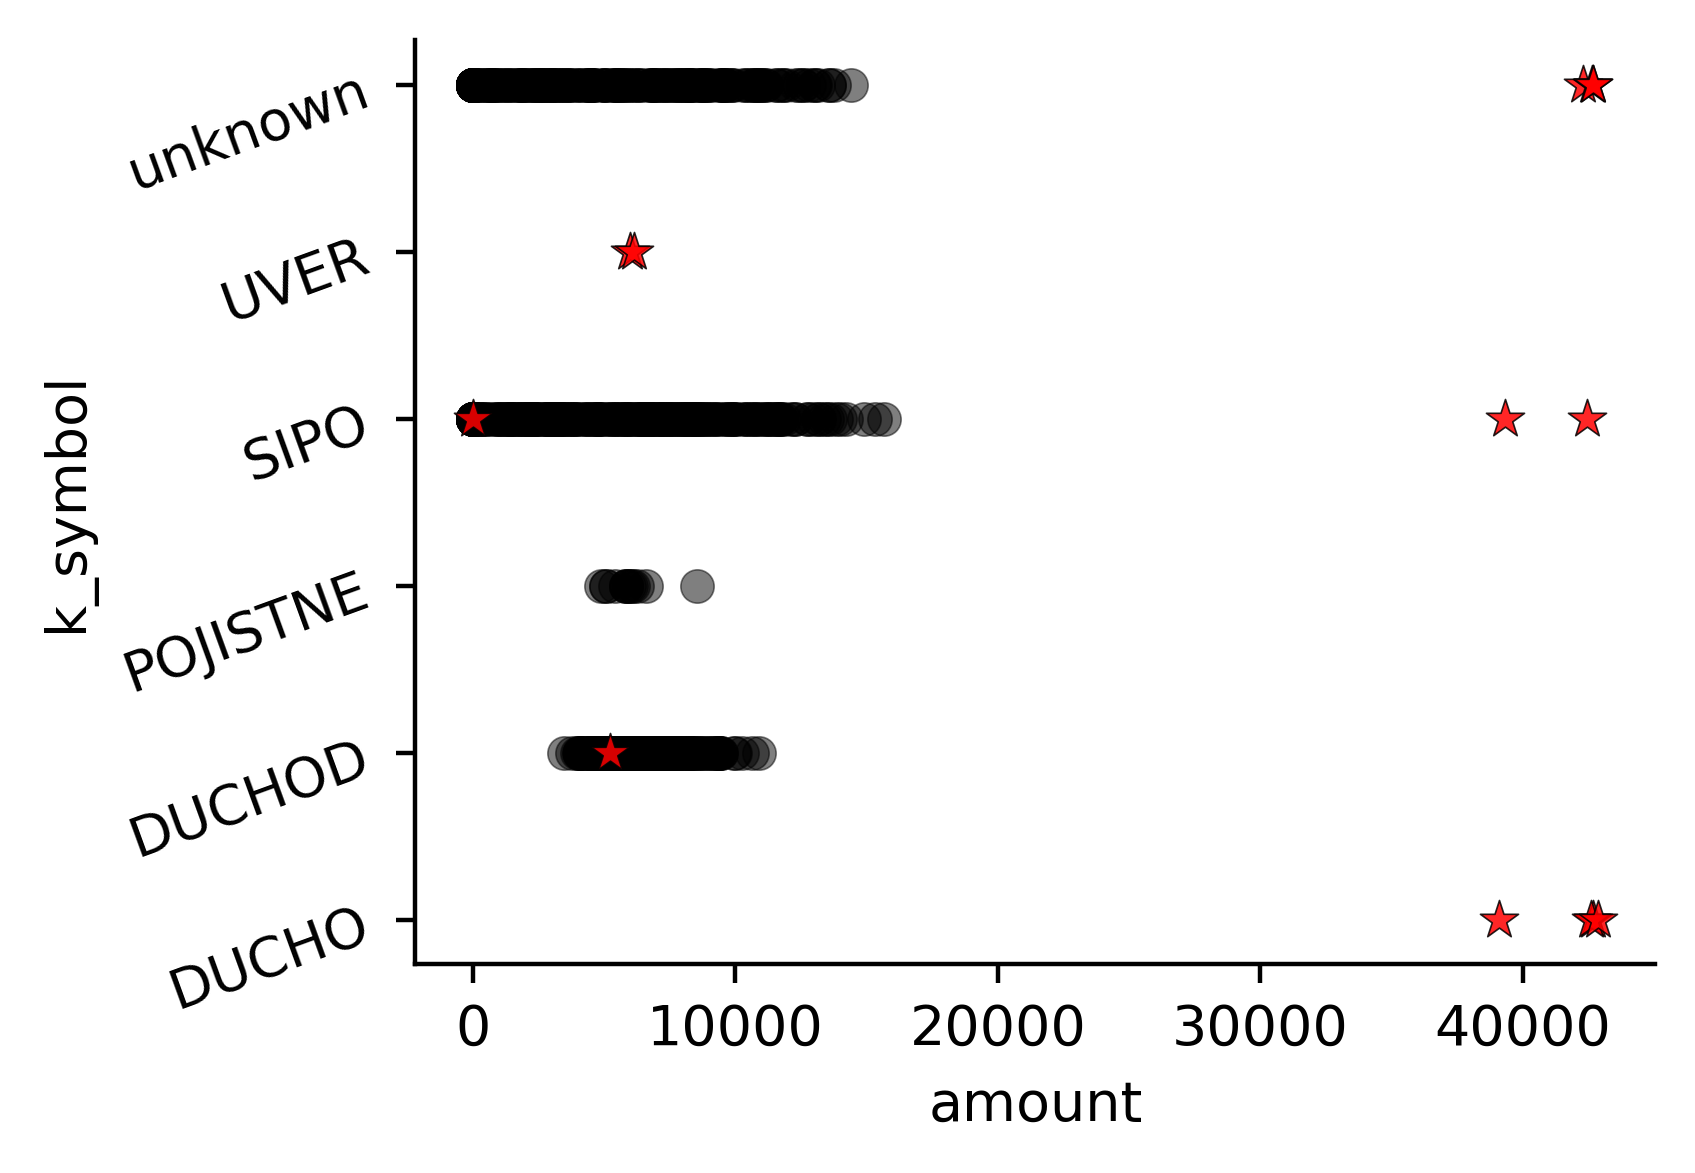 unknown
UVER
SIPO
POJISTNE
DUCHOD
DUCHO
k_symbol
0 10000 20000 30000 40000
amount